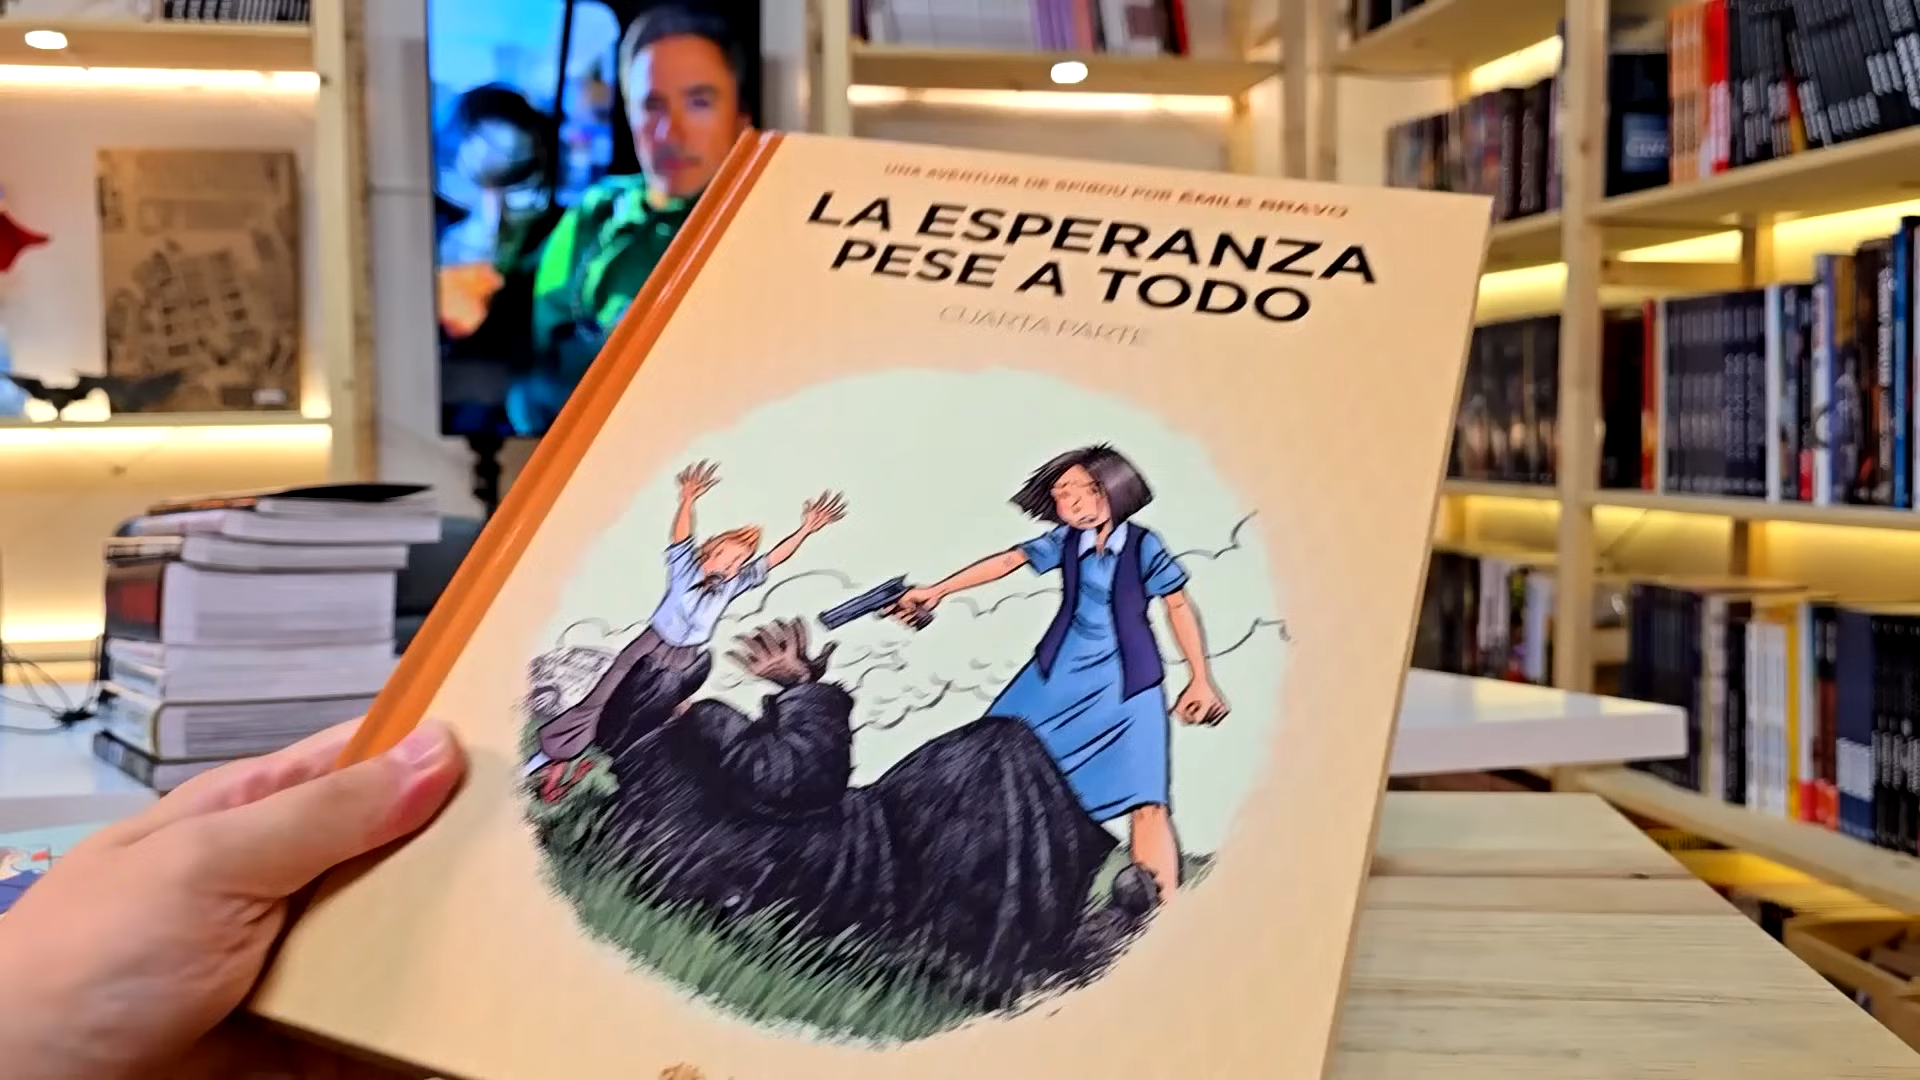 UNA AVENTURA DE SPIROU POR ÉMILE BRAVO
LA ESPERANZA
PESE A TODO
CUARTA PARTE